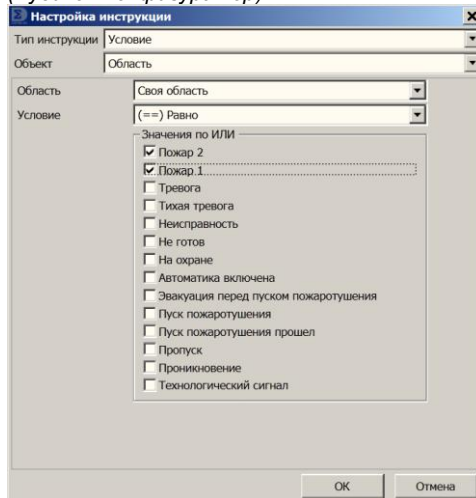 Настройка инструкции
Тип инструкции Условие
Объект Область
Область Своя область
Условие (==) Равно
Значения по ИЛИ
Пожар 2
Пожар 1
Тревога
Тихая тревога
Неисправность
Не готов
На охране
Автоматика включена
Эвакуация перед пуском пожаротушения
Пуск пожаротушения
Пуск пожаротушения прошел
Пропуск
Проникновение
Технологический сигнал
ОК Отмена